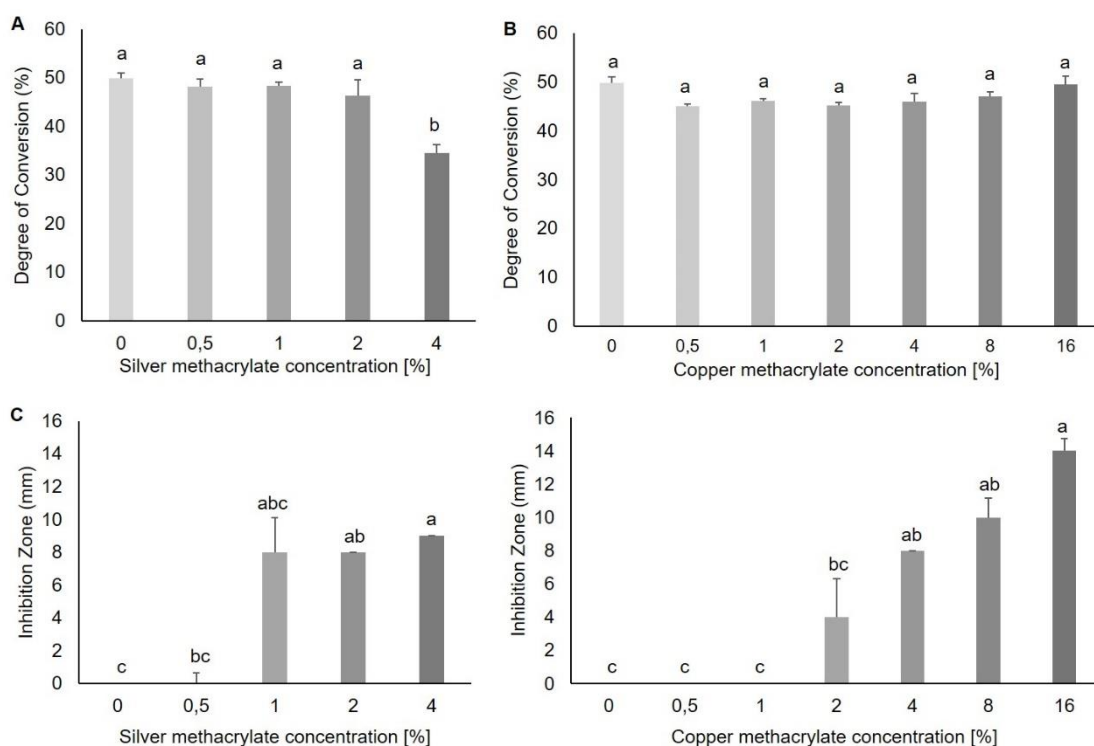 A
60
50
40
30
20
10
0
Degree of Conversion (%)
a
a
a
a
b
0 0,5 1 2 4
Silver methacrylate concentration [%]
B
60
50
40
30
20
10
0
Degree of Conversion (%)
a
a
a
a
a
a
a
0 0,5 1 2 4 8 16
Copper methacrylate concentration [%]
C
16
14
12
10
8
6
4
2
0
Inhibition Zone (mm)
c
bc
abc
ab
a
0 0,5 1 2 4
Silver methacrylate concentration [%]
16
14
12
10
8
6
4
2
0
Inhibition Zone (mm)
c
c
c
bc
ab
ab
a
0 0,5 1 2 4 8 16
Copper methacrylate concentration [%]